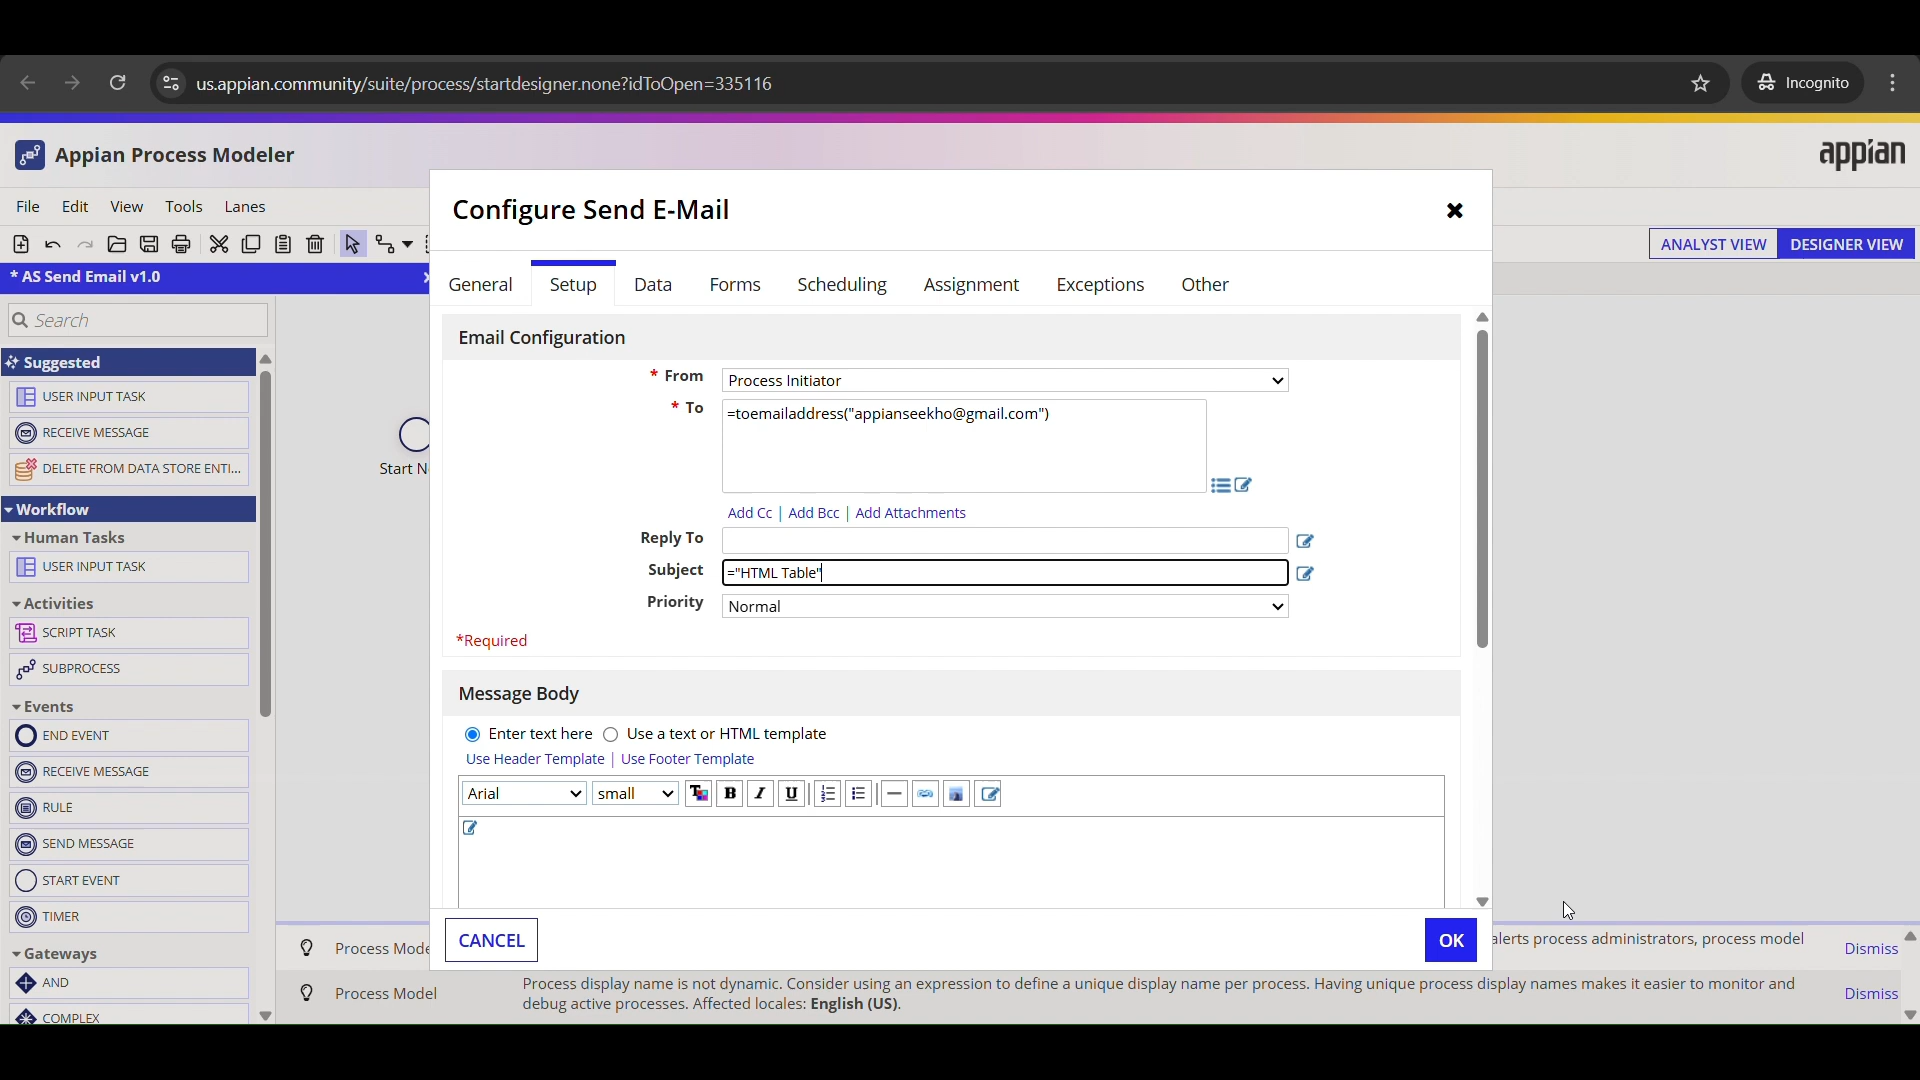 us.appian.community/suite/process/startdesigner.none?idToOpen=335116
Incognito
Appian Process Modeler
appian
File Edit View Tools Lanes
ANALYST VIEW DESIGNER VIEW
* AS Send Email v1.0
Search
Suggested
USER INPUT TASK
RECEIVE MESSAGE
DELETE FROM DATA STORE ENTI...
Workflow
Human Tasks
USER INPUT TASK
Activities
SCRIPT TASK
SUBPROCESS
Events
END EVENT
RECEIVE MESSAGE
RULE
SEND MESSAGE
START EVENT
TIMER
Gateways
AND
COMPLEX
Start N
Configure Send E-Mail
General Setup Data Forms Scheduling Assignment Exceptions Other
Email Configuration
* From Process Initiator
* To =toemailaddress("appianseekho@gmail.com")
Add Cc | Add Bcc | Add Attachments
Reply To
Subject ="HTML Table"
Priority Normal
*Required
Message Body
Enter text here Use a text or HTML template
Use Header Template | Use Footer Template
Arial small B I U
CANCEL OK
Process Mode alerts process administrators, process model Dismiss
Process Model Process display name is not dynamic. Consider using an expression to define a unique display name per process. Having unique process display names makes it easier to monitor and Dismiss
debug active processes. Affected locales: English (US).